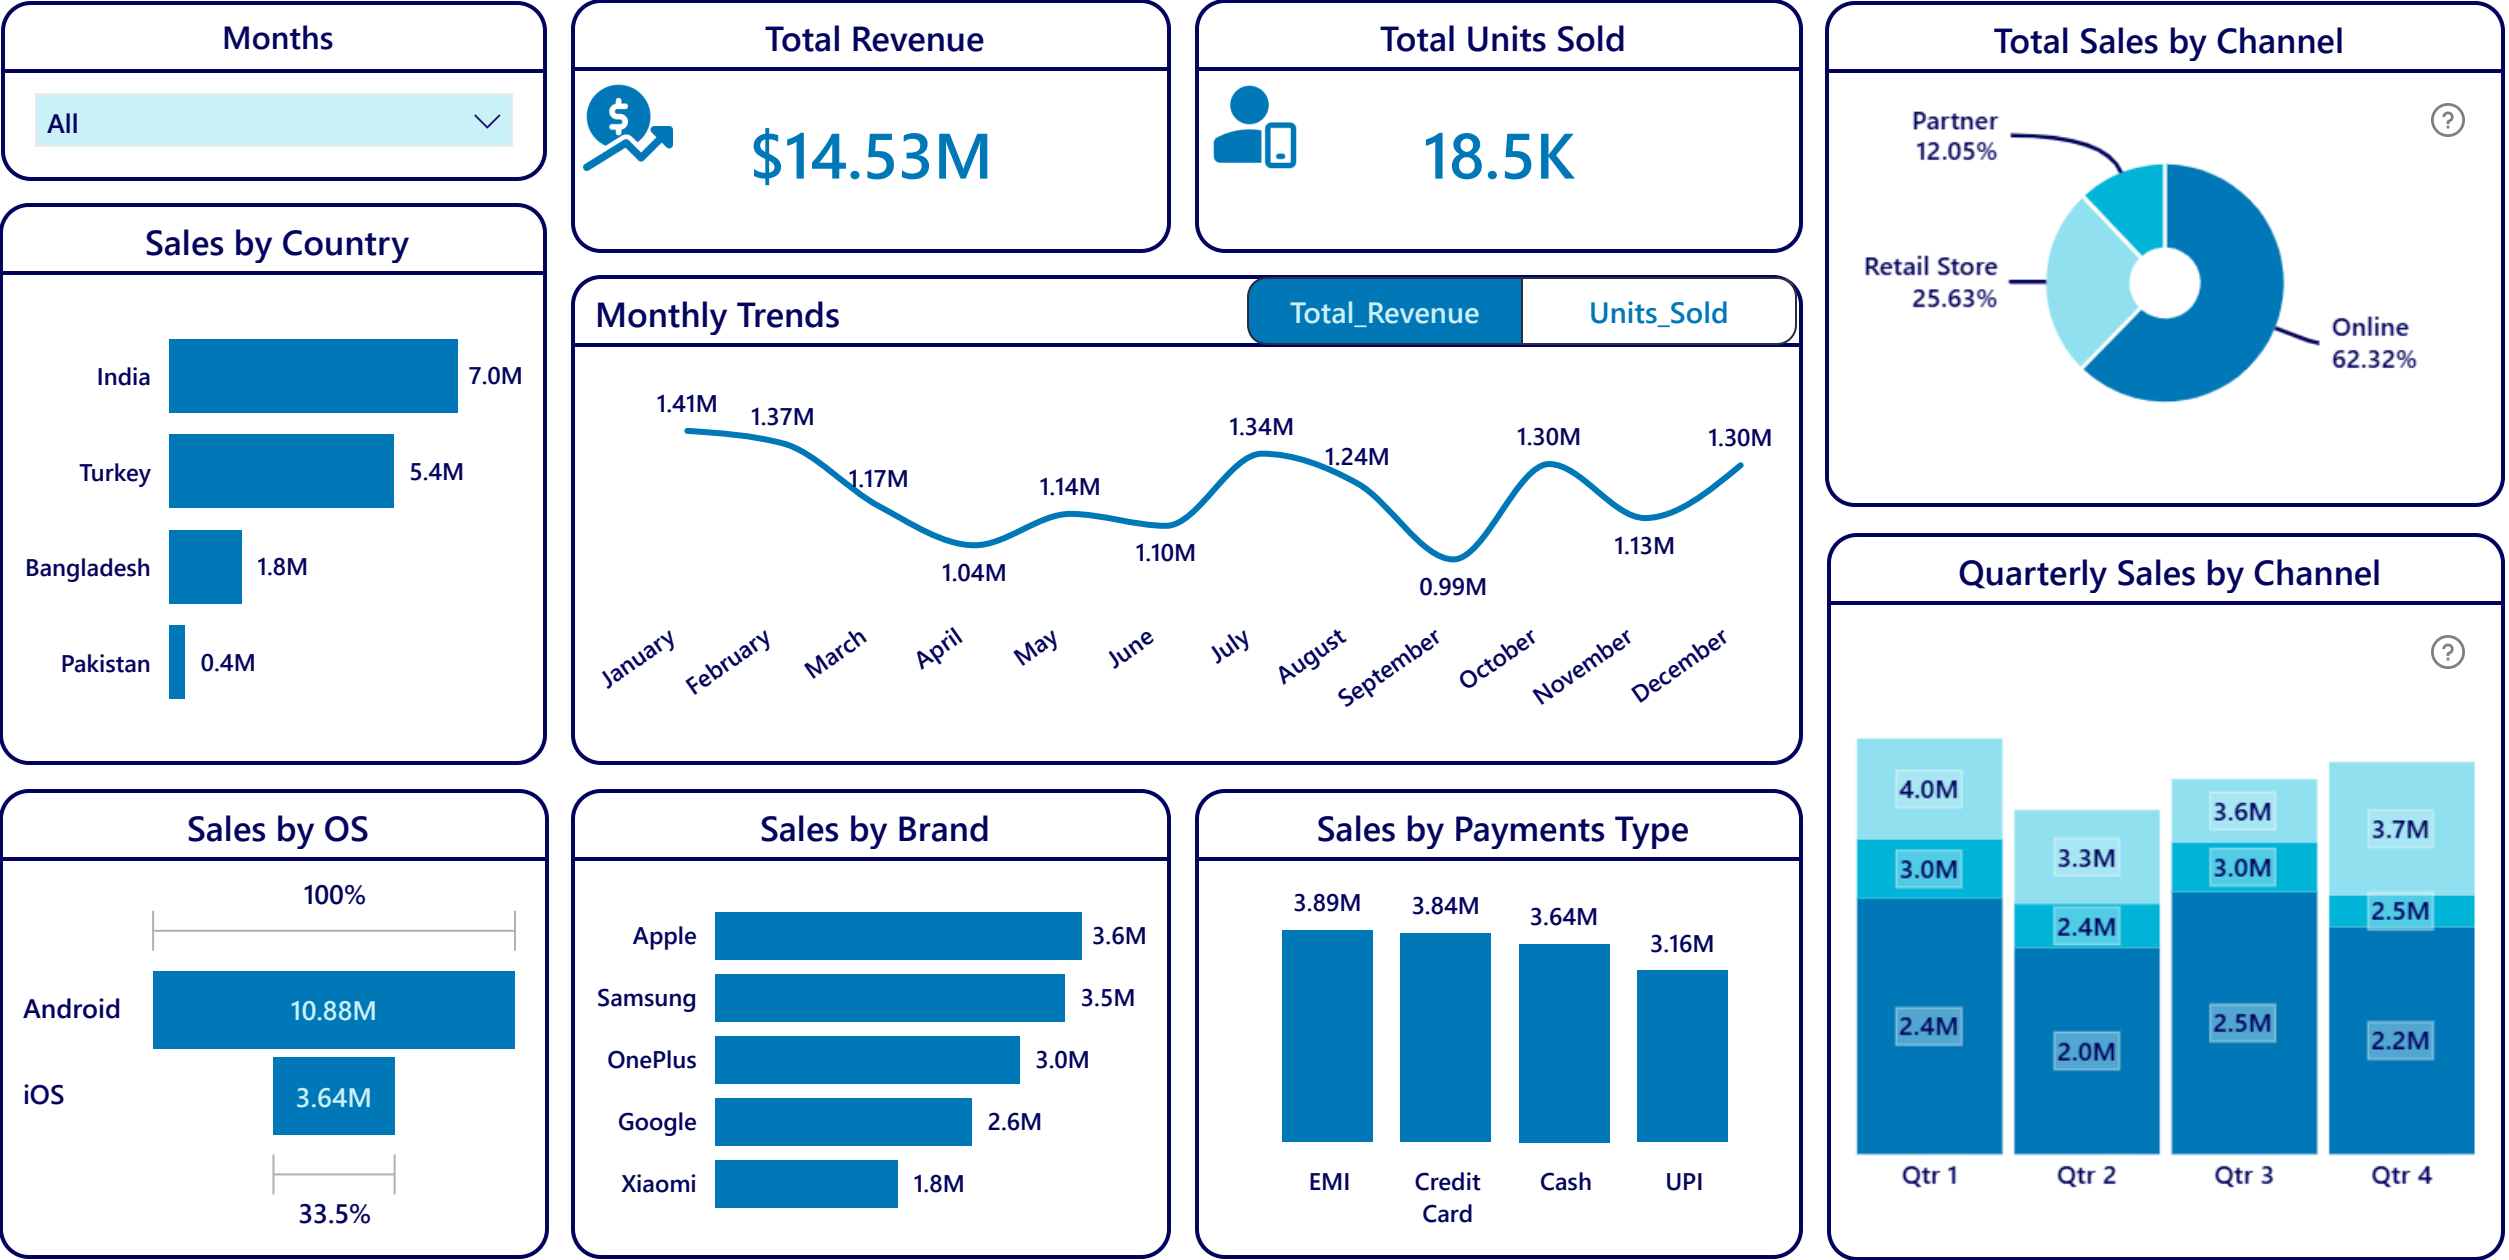 Months
All
Total Revenue
$
$14.53M
Total Units Sold
18.5K
Total Sales by Channel
?
Partner
12.05%
Retail Store
25.63%
Online
62.32%
Sales by Country
India
7.0M
Turkey
5.4M
Bangladesh
1.8M
Pakistan
0.4M
Monthly Trends
Total_Revenue
Units_Sold
1.41M
1.37M
1.17M
1.04M
1.14M
1.10M
1.34M
1.24M
0.99M
1.30M
1.13M
1.30M
January
February
March
April
May
June
July
August
September
October
November
December
Quarterly Sales by Channel
?
4.0M
3.0M
2.4M
3.3M
2.4M
2.0M
3.6M
3.0M
2.5M
3.7M
2.5M
2.2M
Qtr 1
Qtr 2
Qtr 3
Qtr 4
Sales by OS
100%
Android
10.88M
iOS
3.64M
33.5%
Sales by Brand
Apple
3.6M
Samsung
3.5M
OnePlus
3.0M
Google
2.6M
Xiaomi
1.8M
Sales by Payments Type
3.89M
3.84M
3.64M
3.16M
EMI
Credit
Card
Cash
UPI